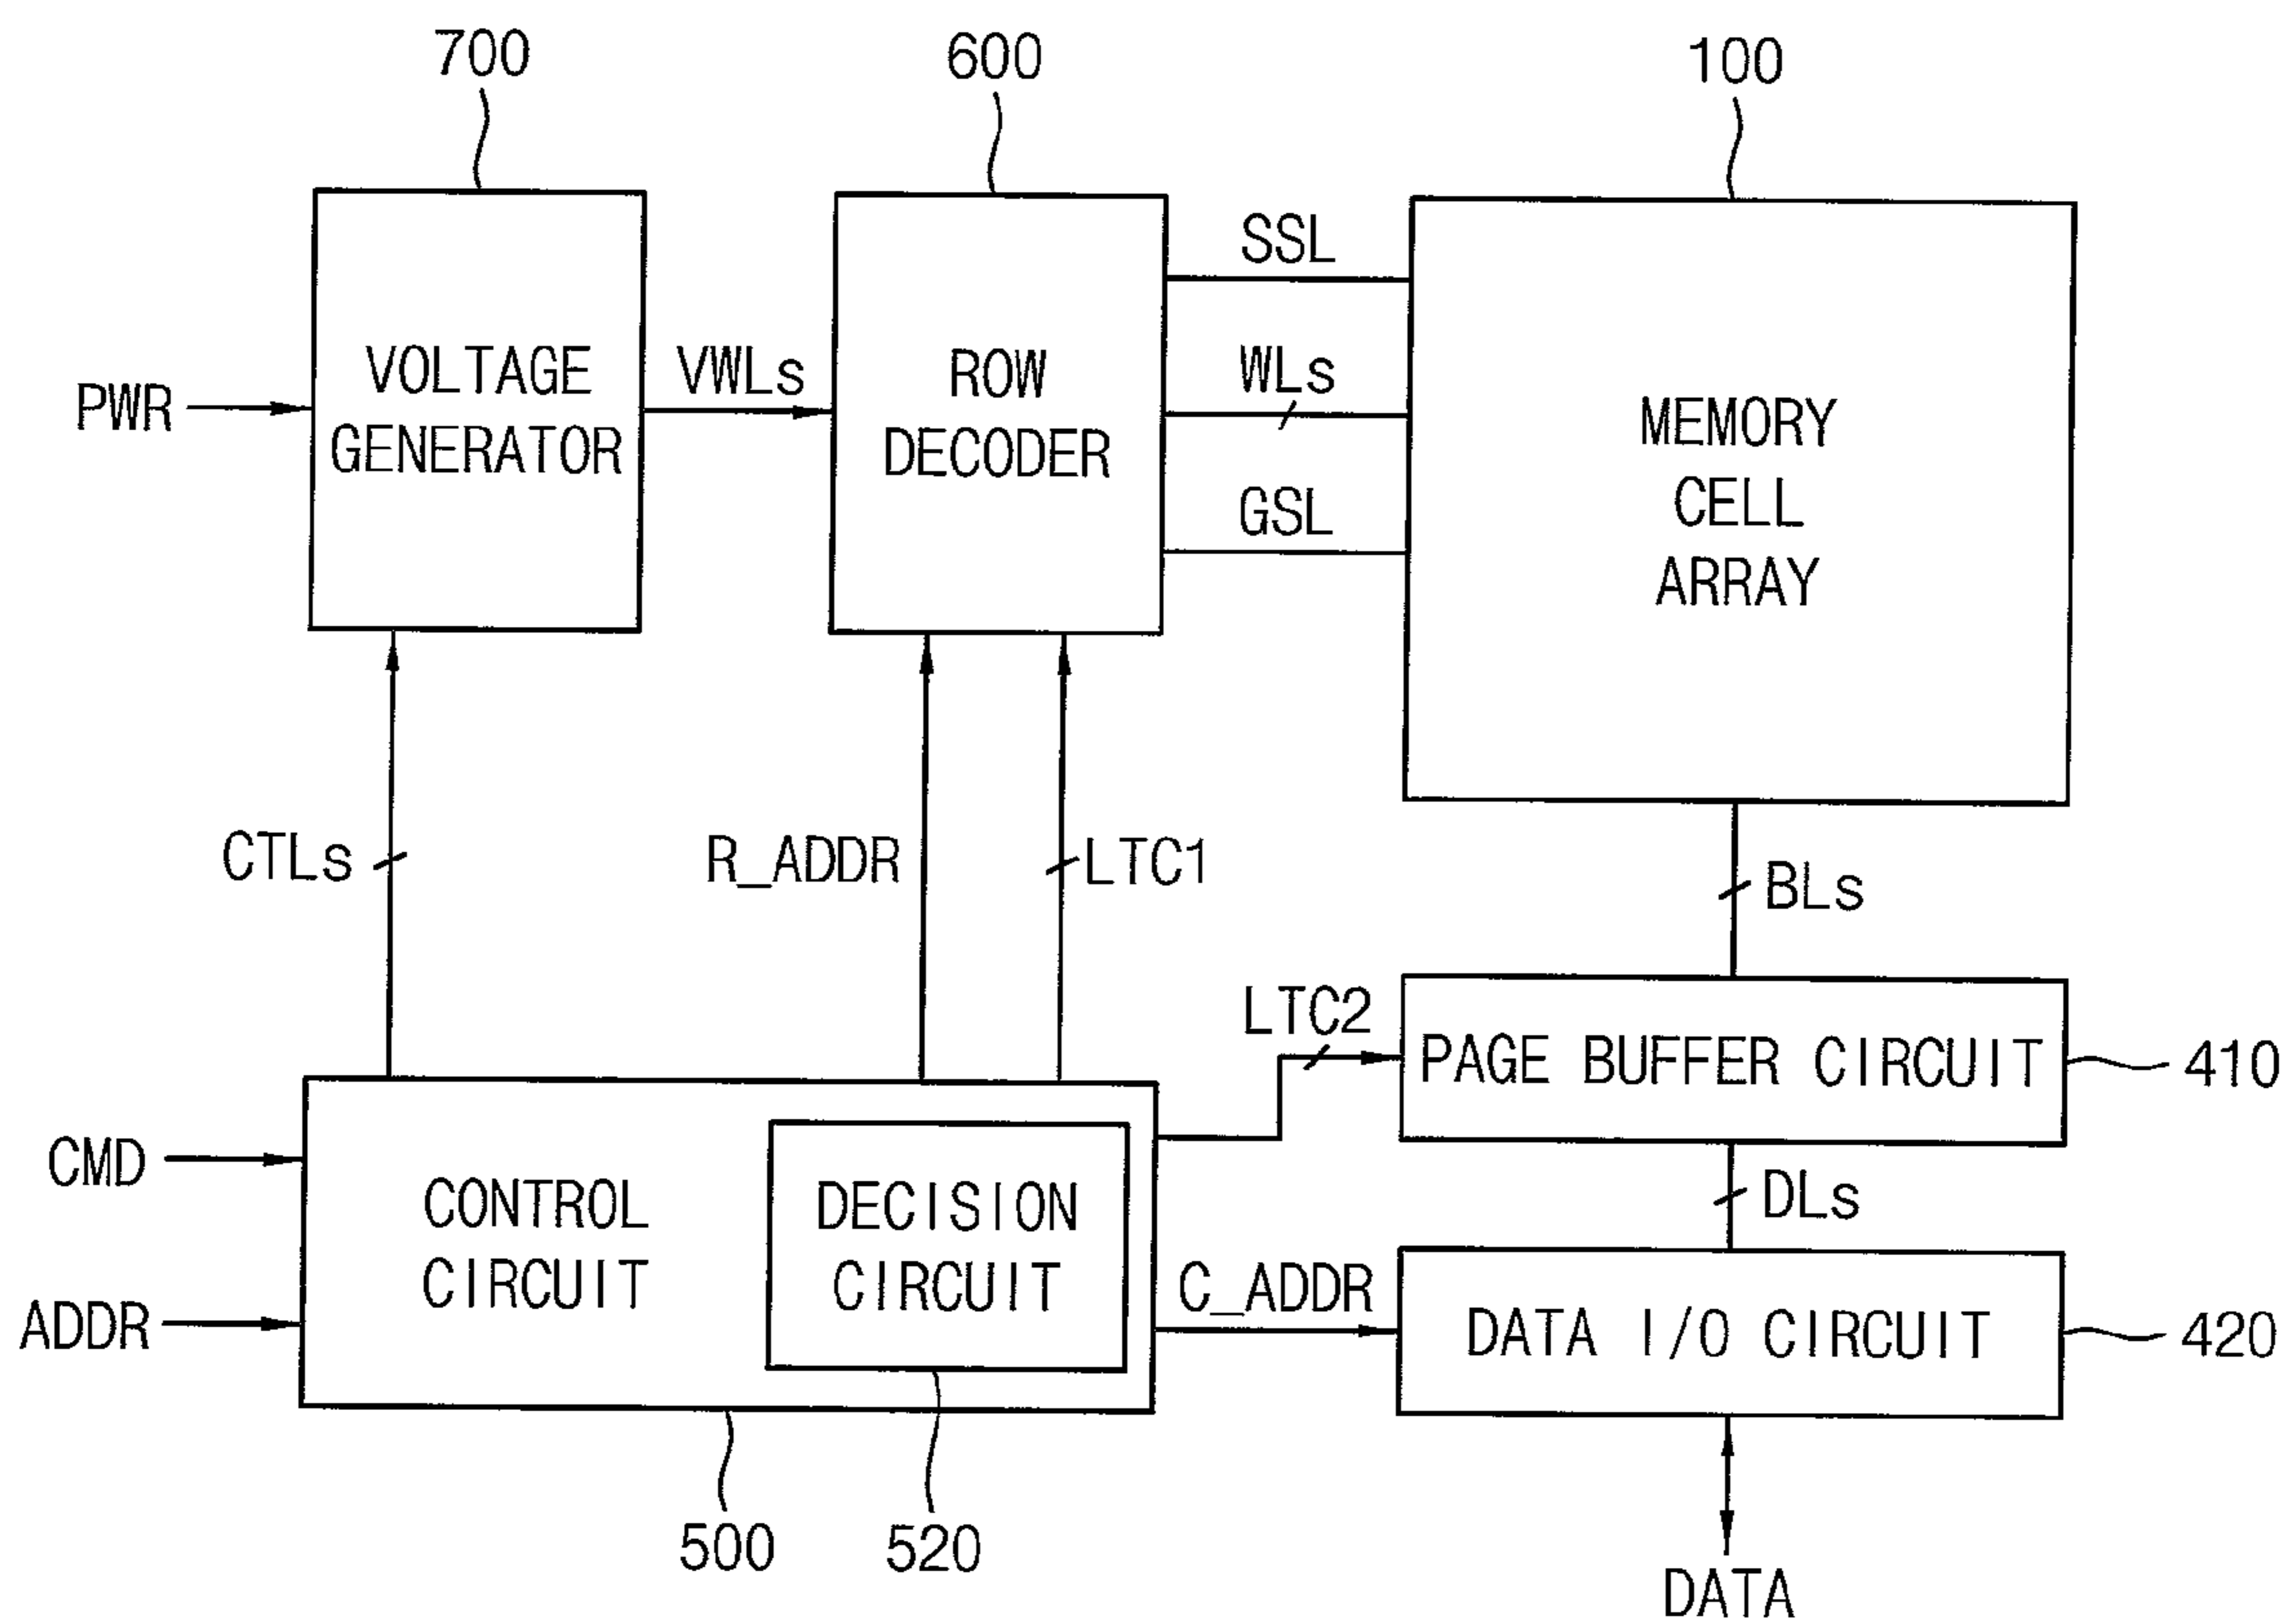 700
600
100
SSL
VOLTAGE
GENERATOR
VWLs
ROW
DECODER
WLs
PWR
MEMORY
CELL
ARRAY
GSL
CTLs
R_ADDR
LTC1
BLs
LTC2
PAGE BUFFER CIRCUIT
410
CMD
CONTROL
CIRCUIT
DECISION
CIRCUIT
DLs
ADDR
C_ADDR
DATA I/O CIRCUIT
420
500
520
DATA